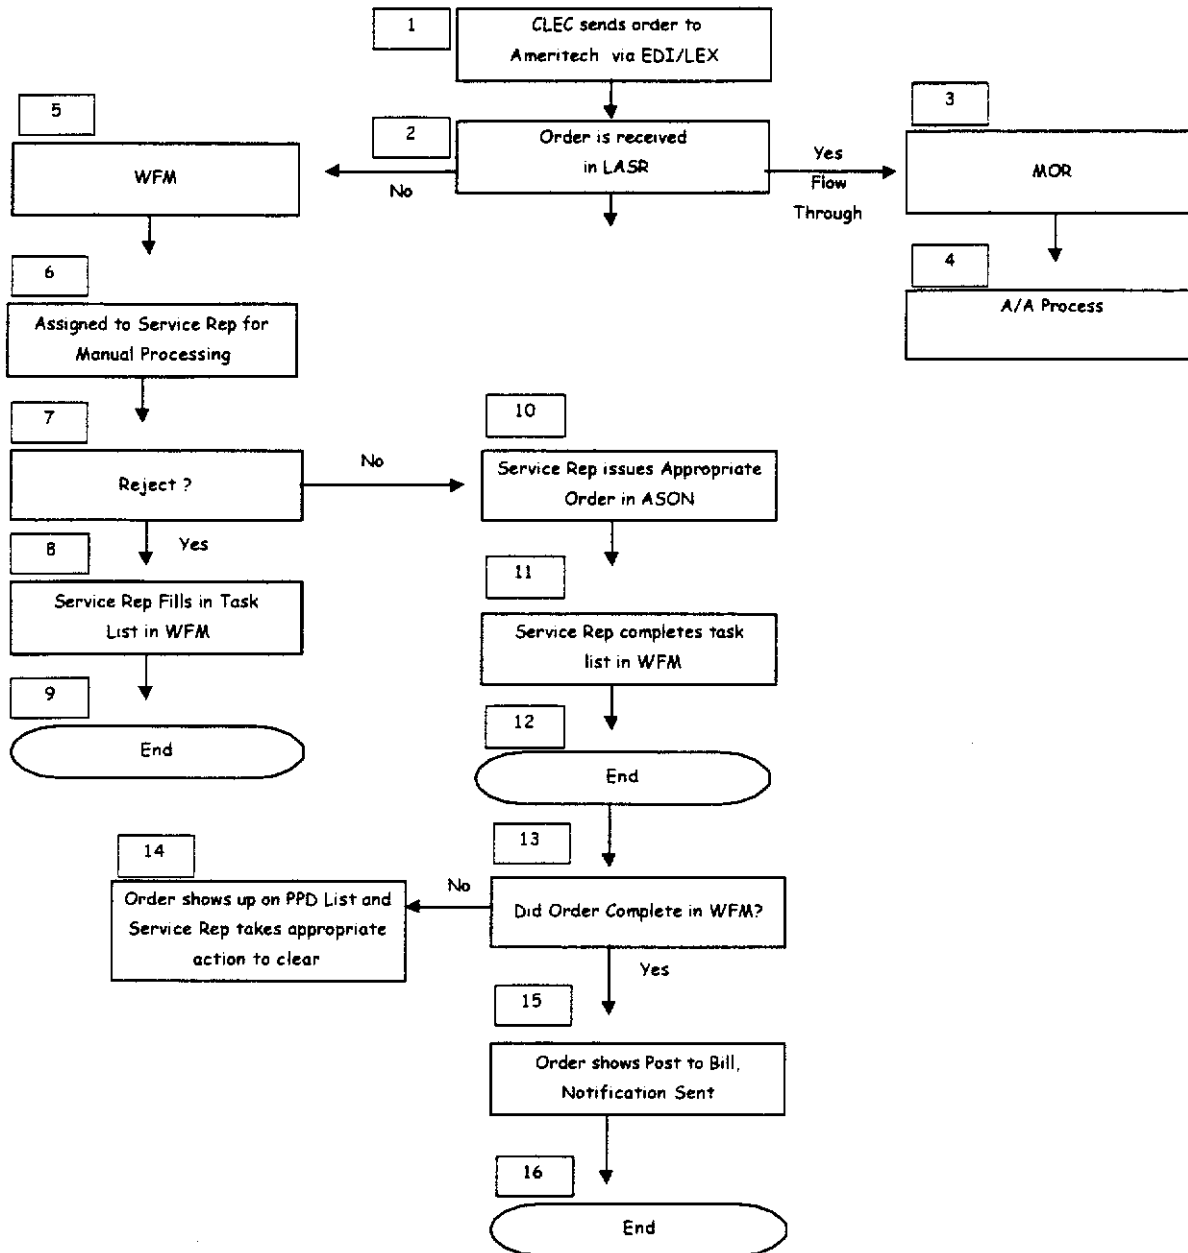 1
CLEC sends order to
Ameritech via EDI/LEX
2
Order is received
in LASR
No
Yes
Flow
Through
3
MOR
4
A/A Process
5
WFM
6
Assigned to Service Rep for
Manual Processing
7
Reject ?
No
Yes
8
Service Rep Fills in Task
List in WFM
9
End
10
Service Rep issues Appropriate
Order in ASON
11
Service Rep completes task
list in WFM
12
End
13
Did Order Complete in WFM?
No
14
Order shows up on PPD List and
Service Rep takes appropriate
action to clear
Yes
15
Order shows Post to Bill,
Notification Sent
16
End